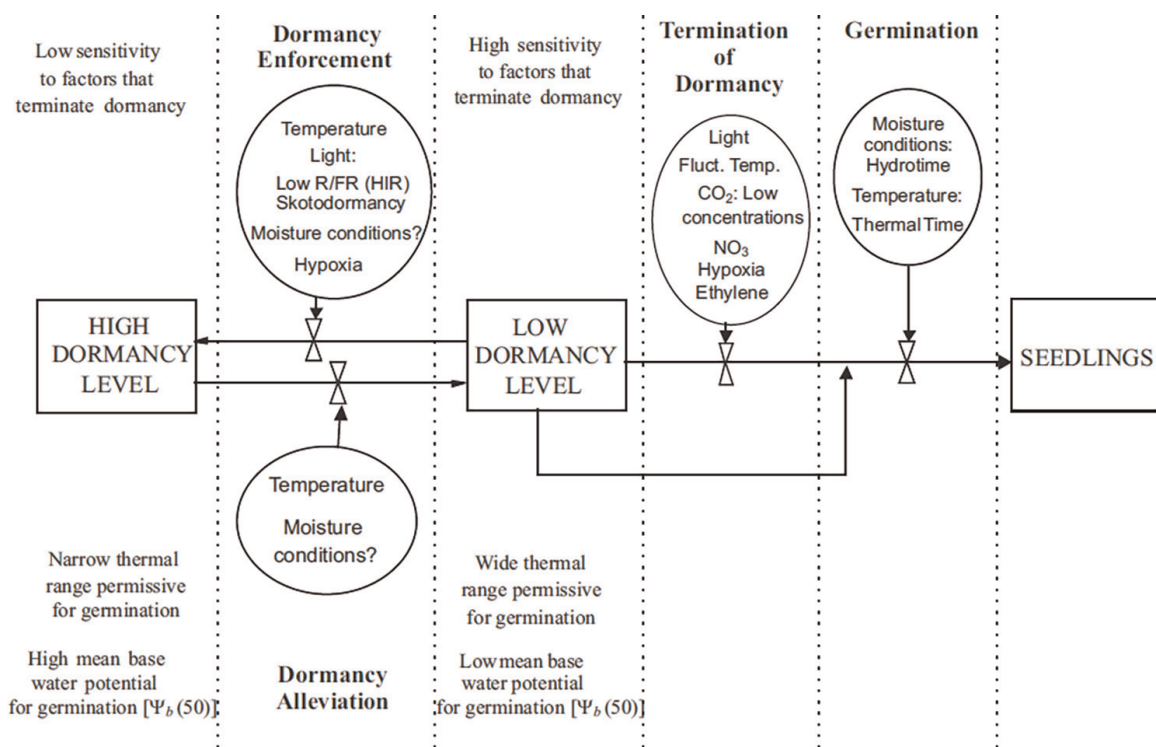 Low sensitivity
to factors that
terminate dormancy
Dormancy
Enforcement
Temperature
Light:
Low R/FR (HIR)
Skotodormancy
Moisture conditions?
Hypoxia
High sensitivity
to factors that
terminate dormancy
Termination
of
Dormancy
Light
Fluct. Temp.
CO₂: Low
concentrations
NO₃
Hypoxia
Ethylene
Germination
Moisture
conditions:
Hydrotime
Temperature:
Thermal Time
HIGH
DORMANCY
LEVEL
LOW
DORMANCY
LEVEL
SEEDLINGS
Temperature
Moisture
conditions?
Narrow thermal
range permissive
for germination
High mean base
water potential
for germination [Ψb (50)]
Dormancy
Alleviation
Wide thermal
range permissive
for germination
Low mean base
water potential
for germination [Ψb (50)]